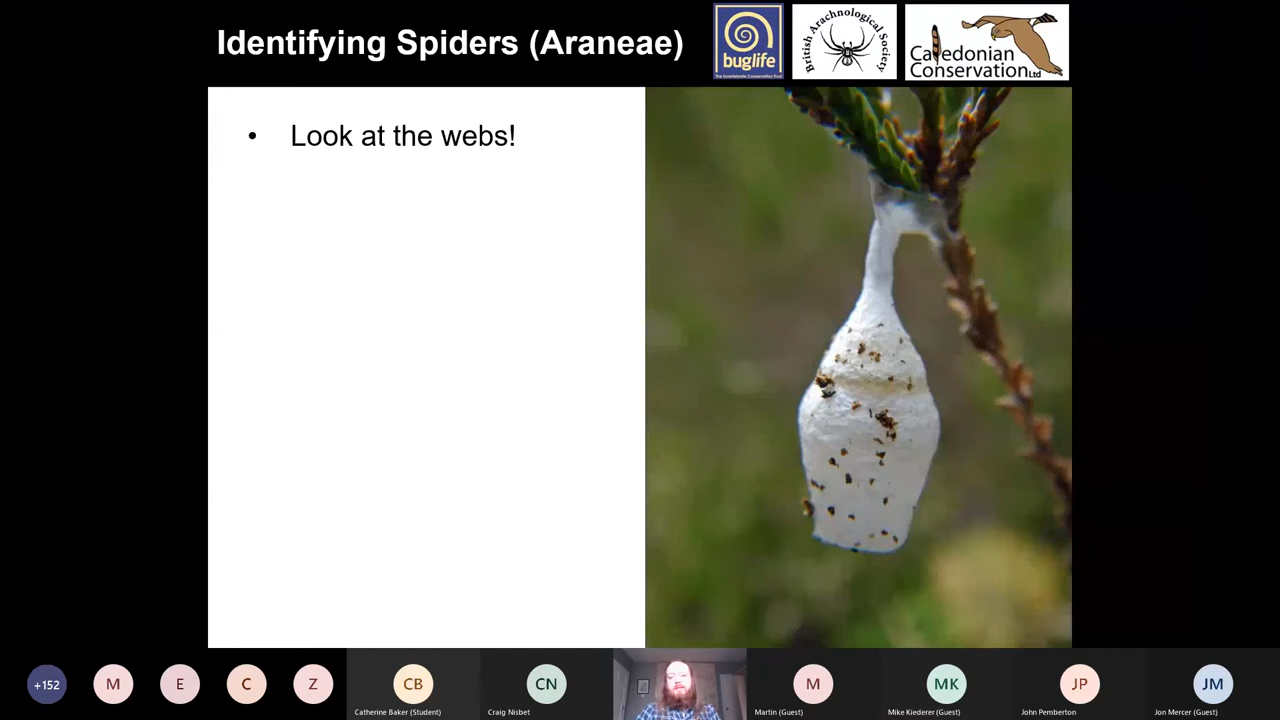 Identifying Spiders (Araneae)
buglife
The Invertebrate Conservation Trust
British Arachnological Society
Caledonian
Conservation Ltd
• Look at the webs!
+152
M
E
C
Z
CB
Catherine Baker (Student)
CN
Craig Nisbet
M
Martin (Guest)
MK
Mike Kiederer (Guest)
JP
John Pemberton
JM
Jon Mercer (Guest)